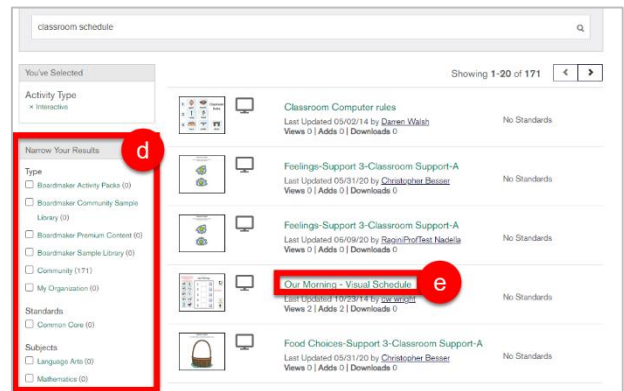 classroom schedule
You've Selected
Activity Type
× Interactive
Showing 1-20 of 171
Narrow Your Results
d
Type
Boardmaker Activity Packs (0)
Boardmaker Community Sample
Library (0)
Boardmaker Premium Content (0)
Boardmaker Sample Library (0)
Community (171)
My Organisation (0)
Standards
Common Core (0)
Subjects
Language Arts (0)
Mathematics (0)
Classroom Computer rules
Last Updated 05/02/14 by Darren Walsh
Views 0 | Adds 0 | Downloads 0
No Standards
Feelings-Support 3-Classroom Support-A
Last Updated 05/31/20 by Christopher Besser
Views 0 | Adds 0 | Downloads 0
No Standards
Feelings-Support 3-Classroom Support-A
Last Updated 06/09/20 by RaginiProfTest Nadella
Views 0 | Adds 0 | Downloads 0
No Standards
Our Morning - Visual Schedule
e
Last Updated 10/23/14 by cw wright
Views 2 | Adds 2 | Downloads 0
No Standards
Food Choices-Support 3-Classroom Support-A
Last Updated 05/31/20 by Christopher Besser
Views 0 | Adds 0 | Downloads 0
No Standards